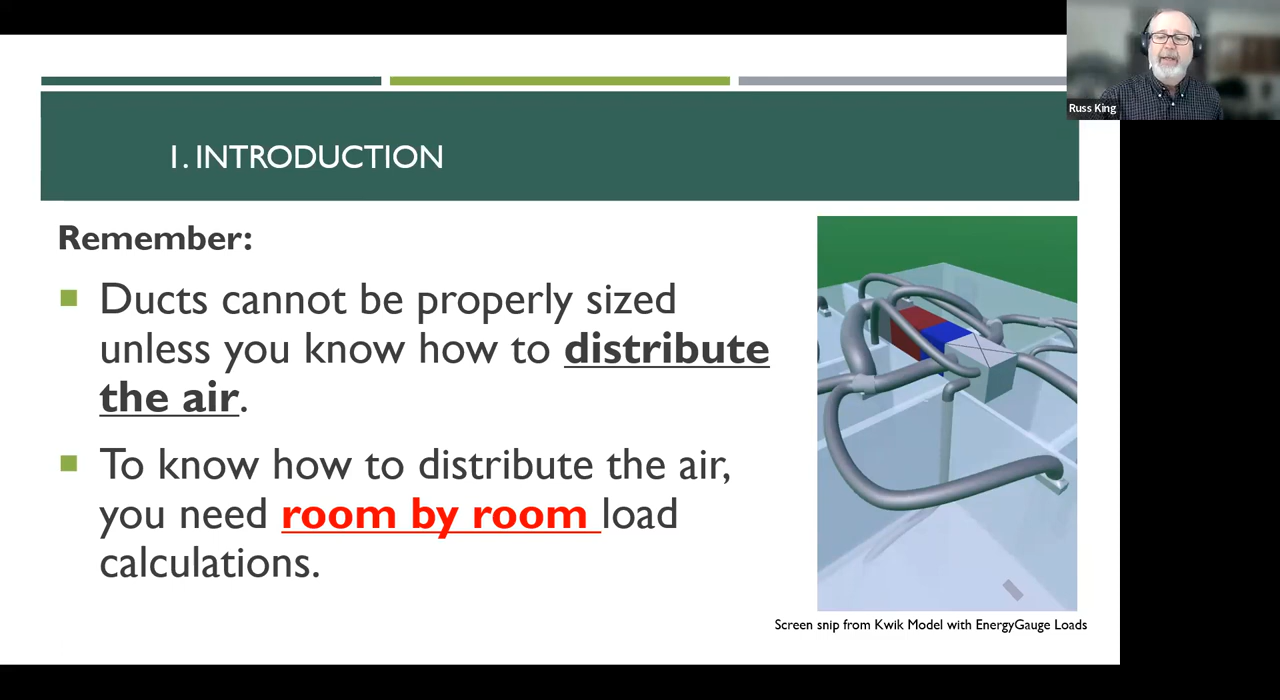 Russ King
1. INTRODUCTION
Remember:
Ducts cannot be properly sized
unless you know how to distribute
the air.
To know how to distribute the air,
you need room by room load
calculations.
Screen snip from Kwik Model with EnergyGauge Loads